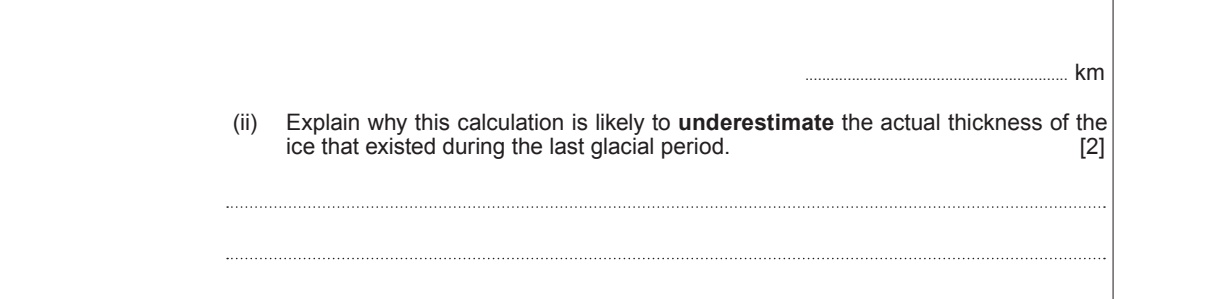 km
(ii) Explain why this calculation is likely to underestimate the actual thickness of the
ice that existed during the last glacial period. [2]